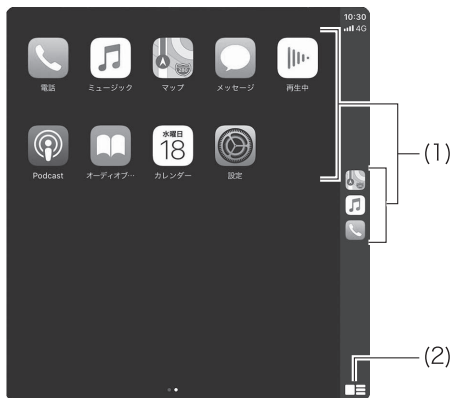 10:30
4G
電話 ミュージック マップ メッセージ 再生中
水曜日
18
Podcast オーディオブ… カレンダー 設定
(1)
(2)